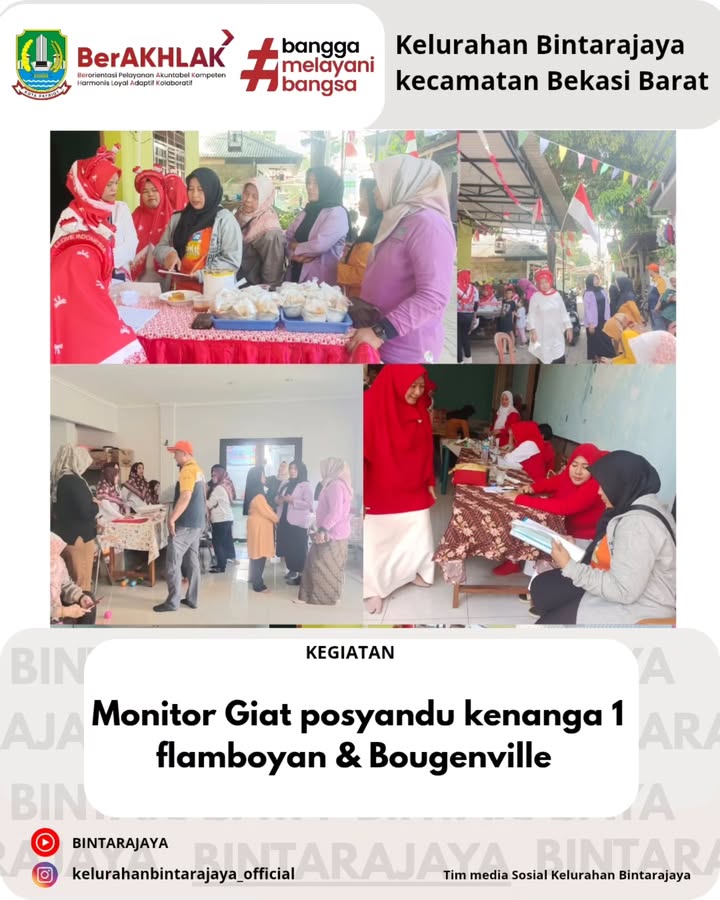 BerAKHLAK
Berorientasi Pelayanan Akuntabel Kompeten
Harmonis Loyal Adaptif Kolaboratif
#bangga
melayani
bangsa
Kelurahan Bintarajaya
kecamatan Bekasi Barat
KEGIATAN
Monitor Giat posyandu kenanga 1
flamboyan & Bougenville
BINTARAJAYA
kelurahanbintarajaya_official
Tim media Sosial Kelurahan Bintarajaya
BINTARAJAYA